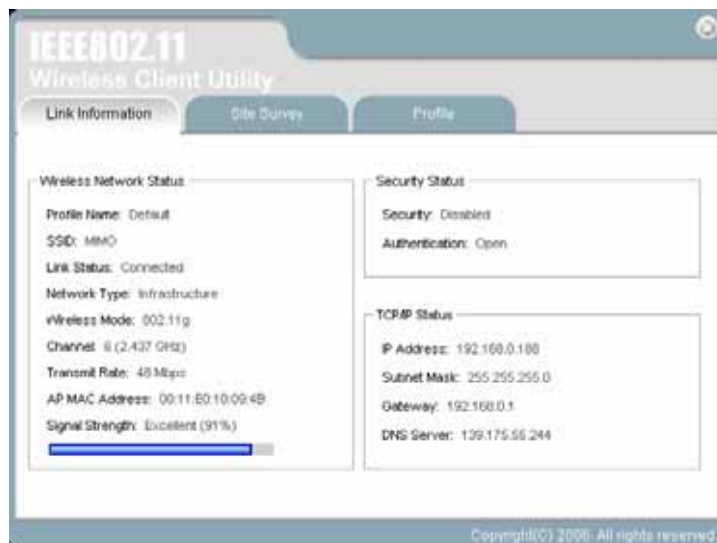 IEEE802.11
Wireless Client Utility
Link Information
Site Survey
Profile
Wireless Network Status
Profile Name: Default
SSID: MIMO
Link Status: Connected
Network Type: Infrastructure
Wireless Mode: 802.11g
Channel: 6 (2.437 GHz)
Transmit Rate: 48 Mbps
AP MAC Address: 00:11:E0:10:09:4B
Signal Strength: Excellent (91%)
Security Status
Security: Disabled
Authentication: Open
TCP/IP Status
IP Address: 192.168.0.188
Subnet Mask: 255.255.255.0
Gateway: 192.168.0.1
DNS Server: 139.175.55.244
Copyright(C) 2006. All rights reserved.